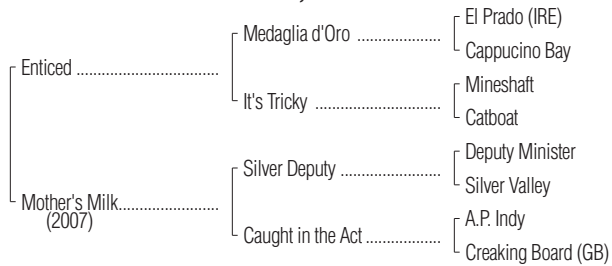 El Prado (IRE)
Medaglia d'Oro ....................
Cappucino Bay
Enticed ..................................
Mineshaft
It's Tricky ..............................
Catboat
Deputy Minister
Silver Deputy ........................
Silver Valley
Mother's Milk........................
(2007)
A.P. Indy
Caught in the Act ..................
Creaking Board (GB)